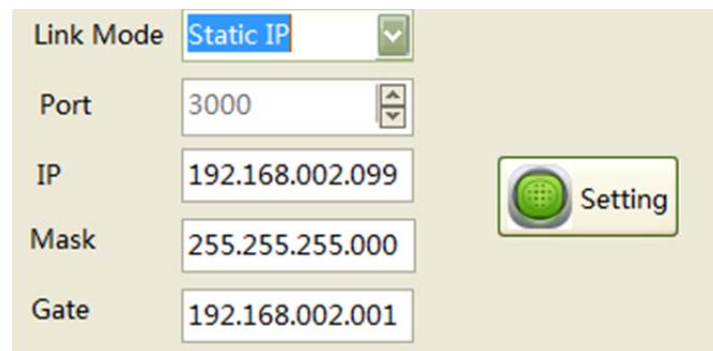 Link Mode Static IP
Port 3000
IP 192.168.002.099
Setting
Mask 255.255.255.000
Gate 192.168.002.001